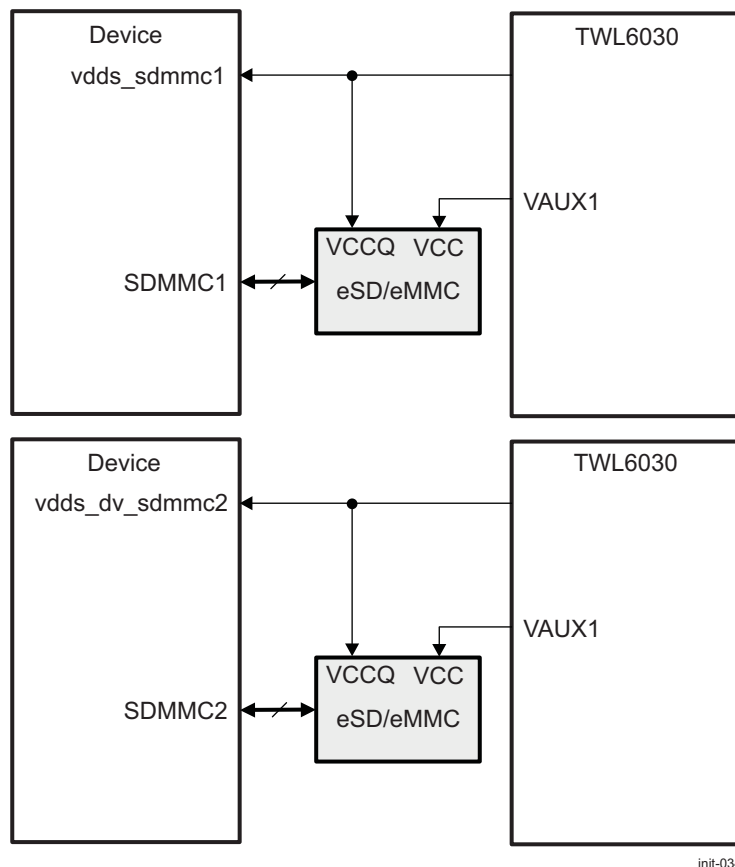 Device
TWL6030
vdds_sdmmc1
VAUX1
VCCQ VCC
SDMMC1
eSD/eMMC
Device
TWL6030
vdds_dv_sdmmc2
VAUX1
VCCQ VCC
SDMMC2
eSD/eMMC